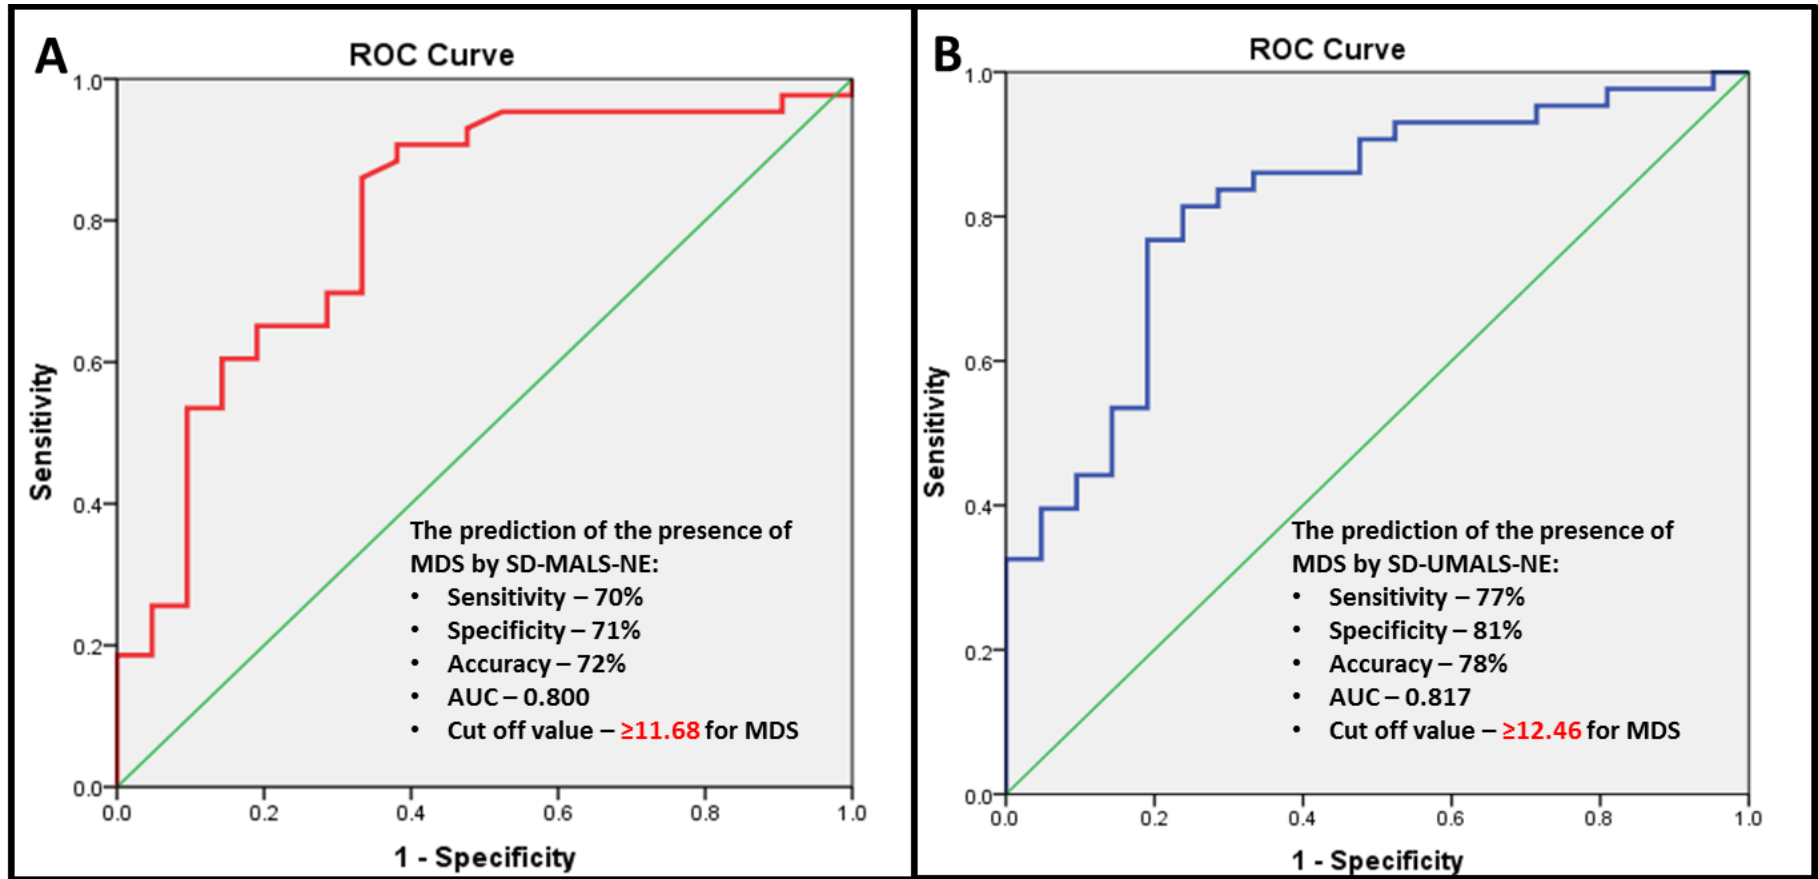 A
ROC Curve
1.0
0.8
0.6
0.4
0.2
0.0
Sensitivity
The prediction of the presence of
MDS by SD-MALS-NE:
• Sensitivity – 70%
• Specificity – 71%
• Accuracy – 72%
• AUC – 0.800
• Cut off value – ≥11.68 for MDS
0.0 0.2 0.4 0.6 0.8 1.0
1 - Specificity
B
ROC Curve
1.0
0.8
0.6
0.4
0.2
0.0
Sensitivity
The prediction of the presence of
MDS by SD-UMALS-NE:
• Sensitivity – 77%
• Specificity – 81%
• Accuracy – 78%
• AUC – 0.817
• Cut off value – ≥12.46 for MDS
0.0 0.2 0.4 0.6 0.8 1.0
1 - Specificity